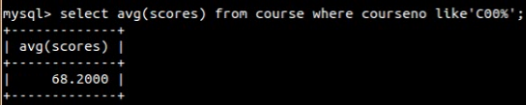 mysql> select avg(scores) from course where courseno like'C00%';
+-------------+
| avg(scores) |
+-------------+
|     68.2000 |
+-------------+